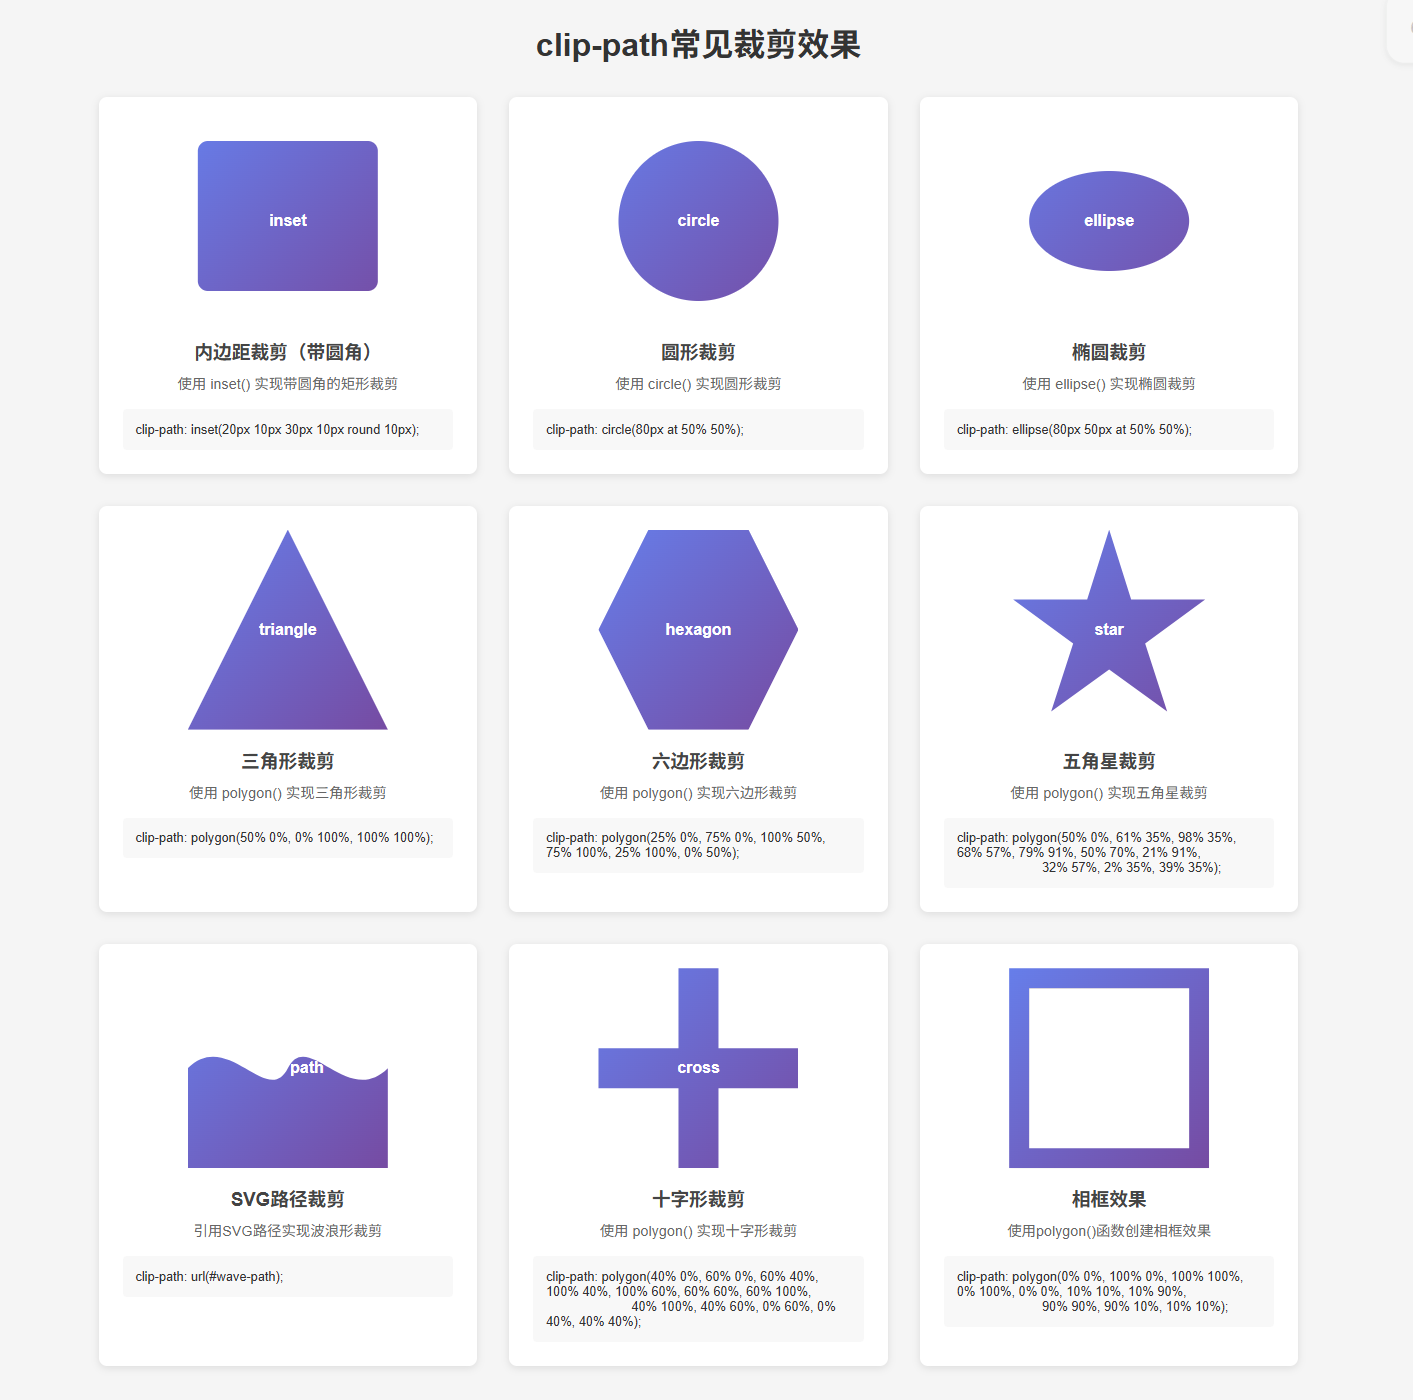 clip-path常见裁剪效果
inset
内边距裁剪（带圆角）
使用 inset() 实现带圆角的矩形裁剪
clip-path: inset(20px 10px 30px 10px round 10px);
circle
圆形裁剪
使用 circle() 实现圆形裁剪
clip-path: circle(80px at 50% 50%);
ellipse
椭圆裁剪
使用 ellipse() 实现椭圆裁剪
clip-path: ellipse(80px 50px at 50% 50%);
triangle
三角形裁剪
使用 polygon() 实现三角形裁剪
clip-path: polygon(50% 0%, 0% 100%, 100% 100%);
hexagon
六边形裁剪
使用 polygon() 实现六边形裁剪
clip-path: polygon(25% 0%, 75% 0%, 100% 50%,
75% 100%, 25% 100%, 0% 50%);
star
五角星裁剪
使用 polygon() 实现五角星裁剪
clip-path: polygon(50% 0%, 61% 35%, 98% 35%,
68% 57%, 79% 91%, 50% 70%, 21% 91%,
32% 57%, 2% 35%, 39% 35%);
path
SVG路径裁剪
引用SVG路径实现波浪形裁剪
clip-path: url(#wave-path);
cross
十字形裁剪
使用 polygon() 实现十字形裁剪
clip-path: polygon(40% 0%, 60% 0%, 60% 40%,
100% 40%, 100% 60%, 60% 60%, 60% 100%,
40% 100%, 40% 60%, 0% 60%, 0%
40%, 40% 40%);
相框效果
使用polygon()函数创建相框效果
clip-path: polygon(0% 0%, 100% 0%, 100% 100%,
0% 100%, 0% 0%, 10% 10%, 10% 90%,
90% 90%, 90% 10%, 10% 10%);